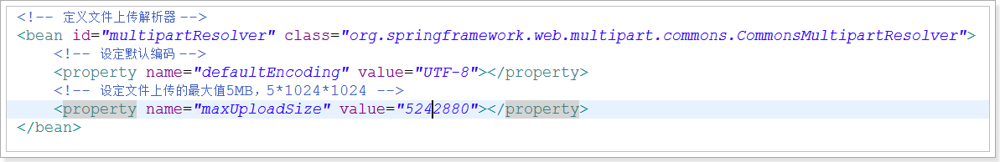 <!-- 定义文件上传解析器 -->
<bean id="multipartResolver" class="org.springframework.web.multipart.commons.CommonsMultipartResolver">
<!-- 设定默认编码 -->
<property name="defaultEncoding" value="UTF-8"></property>
<!-- 设定文件上传的最大值5MB，5*1024*1024 -->
<property name="maxUploadSize" value="5242880"></property>
</bean>